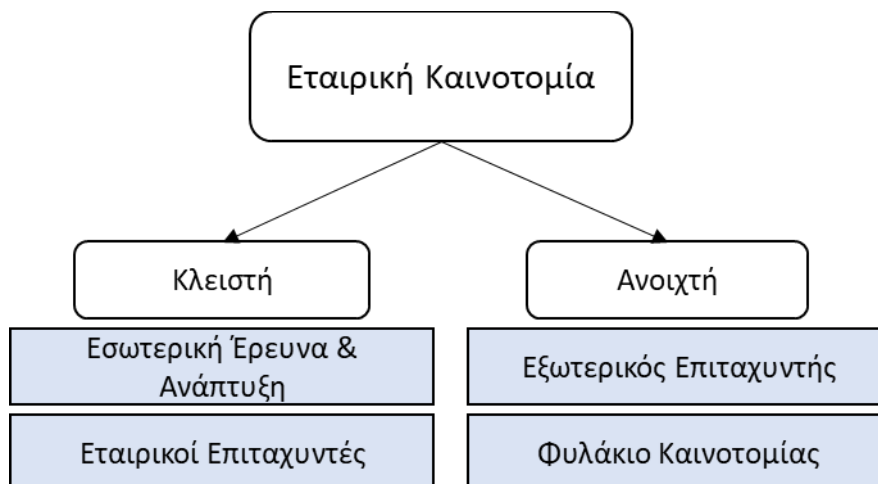 Εταιρική Καινοτομία
Κλειστή
Ανοιχτή
Εσωτερική Έρευνα &
Ανάπτυξη
Εξωτερικός Επιταχυντής
Εταιρικοί Επιταχυντές
Φυλάκιο Καινοτομίας